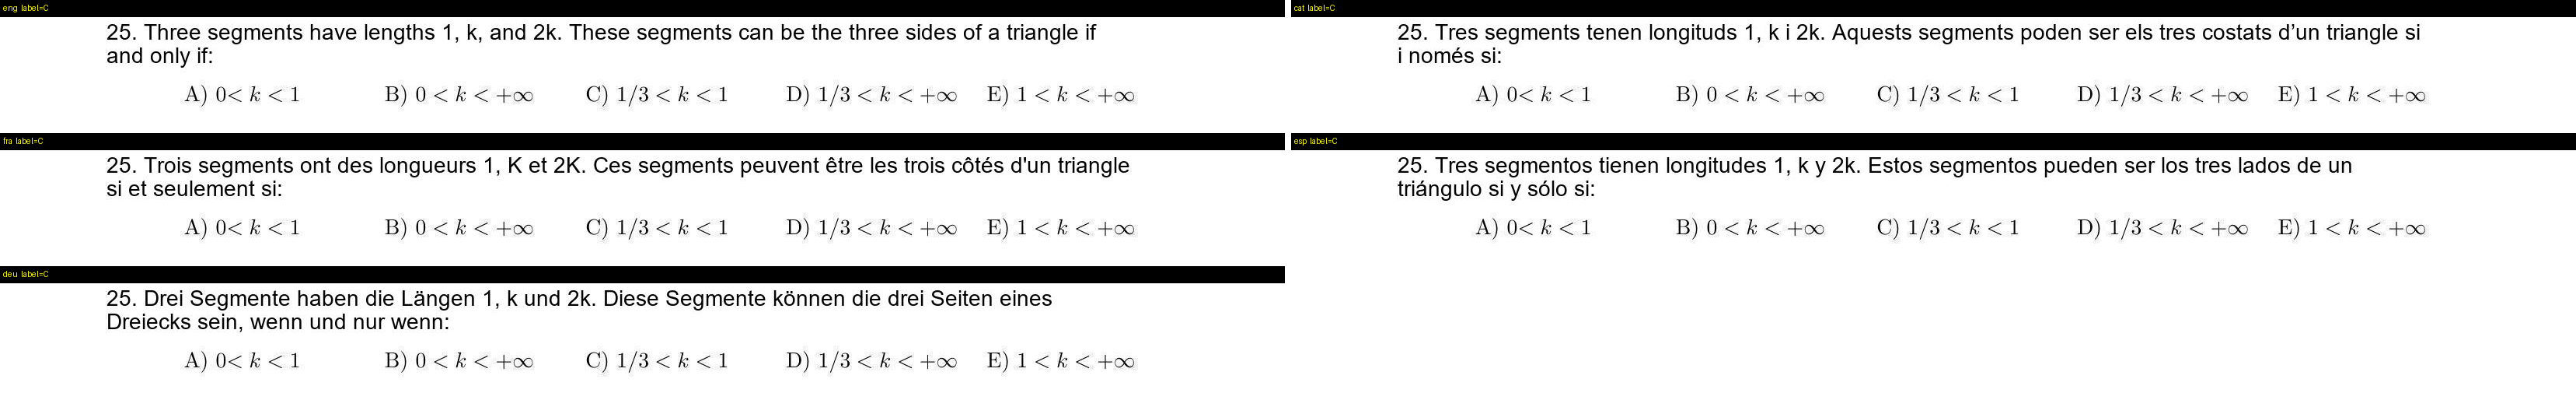 eng label=C
25. Three segments have lengths 1, k, and 2k. These segments can be the three sides of a triangle if
and only if:
A) 0< k < 1 B) 0 < k < +∞ C) 1/3 < k < 1 D) 1/3 < k < +∞ E) 1 < k < +∞
cat label=C
25. Tres segments tenen longituds 1, k i 2k. Aquests segments poden ser els tres costats d’un triangle si
i només si:
A) 0< k < 1 B) 0 < k < +∞ C) 1/3 < k < 1 D) 1/3 < k < +∞ E) 1 < k < +∞
fra label=C
25. Trois segments ont des longueurs 1, K et 2K. Ces segments peuvent être les trois côtés d'un triangle
si et seulement si:
A) 0< k < 1 B) 0 < k < +∞ C) 1/3 < k < 1 D) 1/3 < k < +∞ E) 1 < k < +∞
esp label=C
25. Tres segmentos tienen longitudes 1, k y 2k. Estos segmentos pueden ser los tres lados de un
triángulo si y sólo si:
A) 0< k < 1 B) 0 < k < +∞ C) 1/3 < k < 1 D) 1/3 < k < +∞ E) 1 < k < +∞
deu label=C
25. Drei Segmente haben die Längen 1, k und 2k. Diese Segmente können die drei Seiten eines
Dreiecks sein, wenn und nur wenn:
A) 0< k < 1 B) 0 < k < +∞ C) 1/3 < k < 1 D) 1/3 < k < +∞ E) 1 < k < +∞